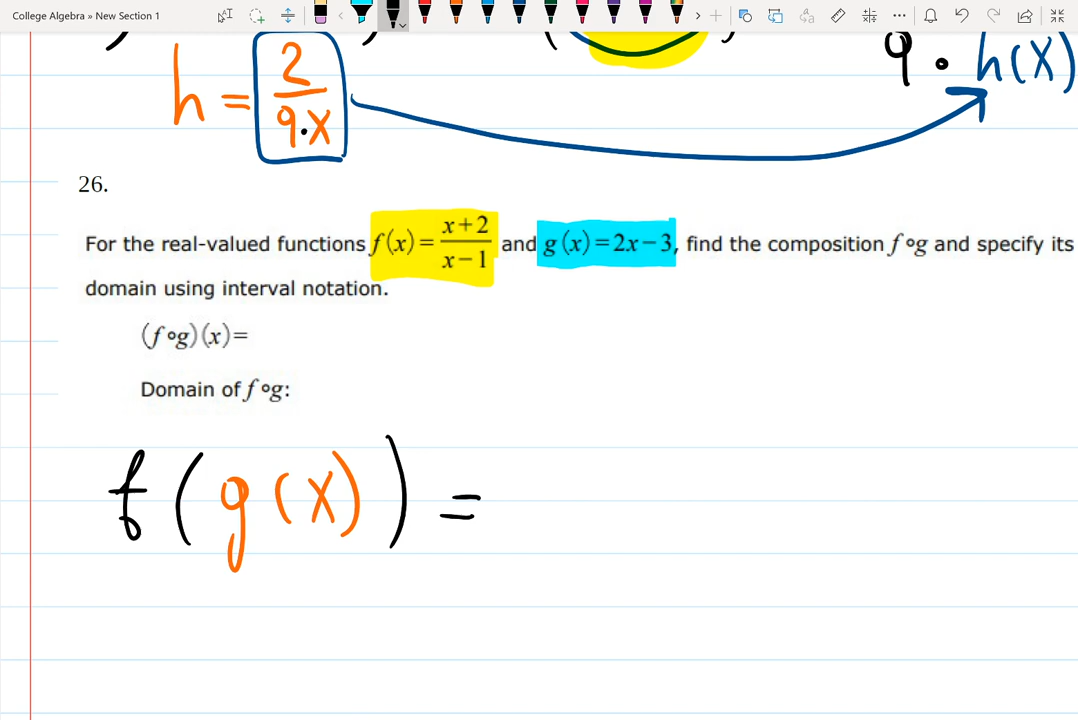 College Algebra » New Section 1
h = 2/9·x
9 · h(x)
26.
For the real-valued functions f(x) = (x+2)/(x−1) and g(x) = 2x−3, find the composition f∘g and specify its
domain using interval notation.
(f∘g)(x)=
Domain of f∘g:
f(g(x)) =